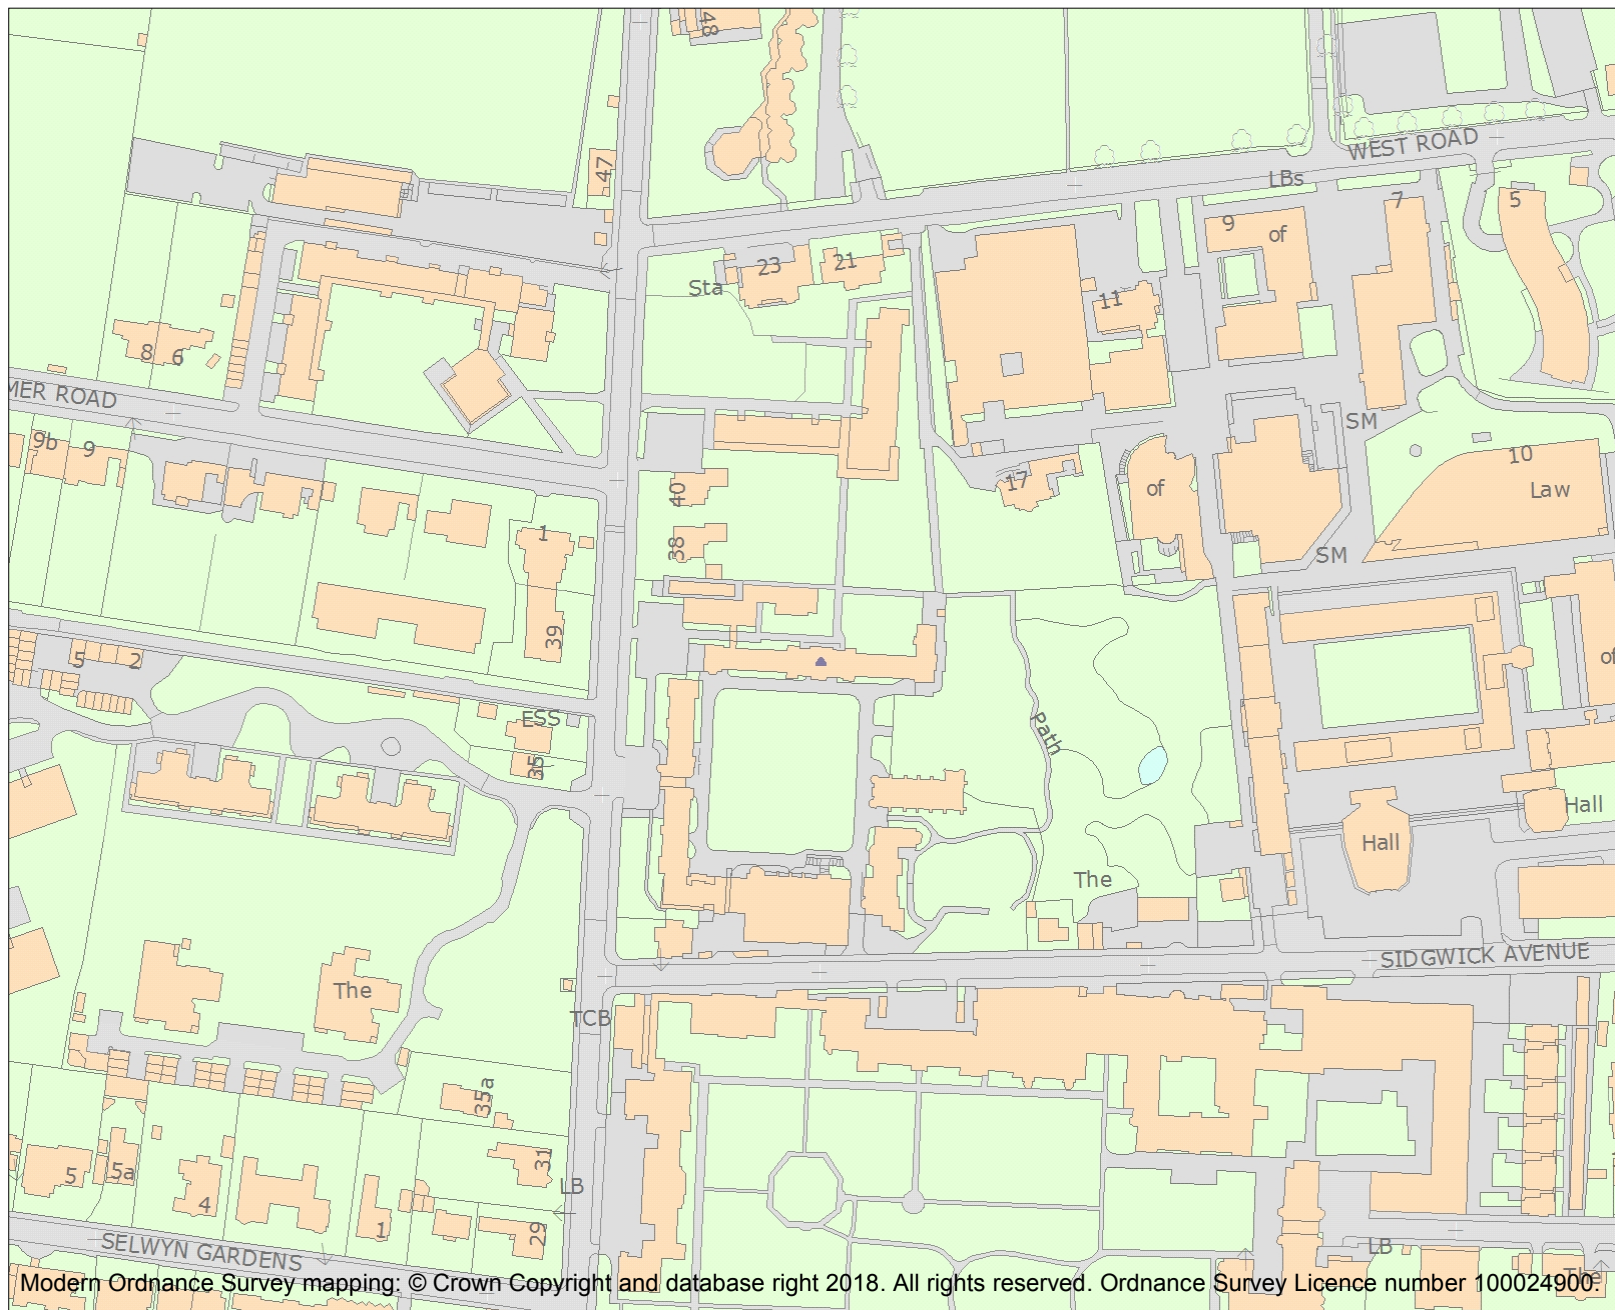 48
WEST ROAD
47
LBs
7
5
9
of
23
21
Sta
11
8
6
MER ROAD
SM
9b
9
10
17
of
Law
40
1
38
SM
39
5
2
of
ESS
Path
35
Hall
Hall
The
SIDGWICK AVENUE
The
TCB
35a
31
5
5a
LB
4
1
29
SELWYN GARDENS
LB
The
Modern Ordnance Survey mapping: © Crown Copyright and database right 2018. All rights reserved. Ordnance Survey Licence number 100024900.